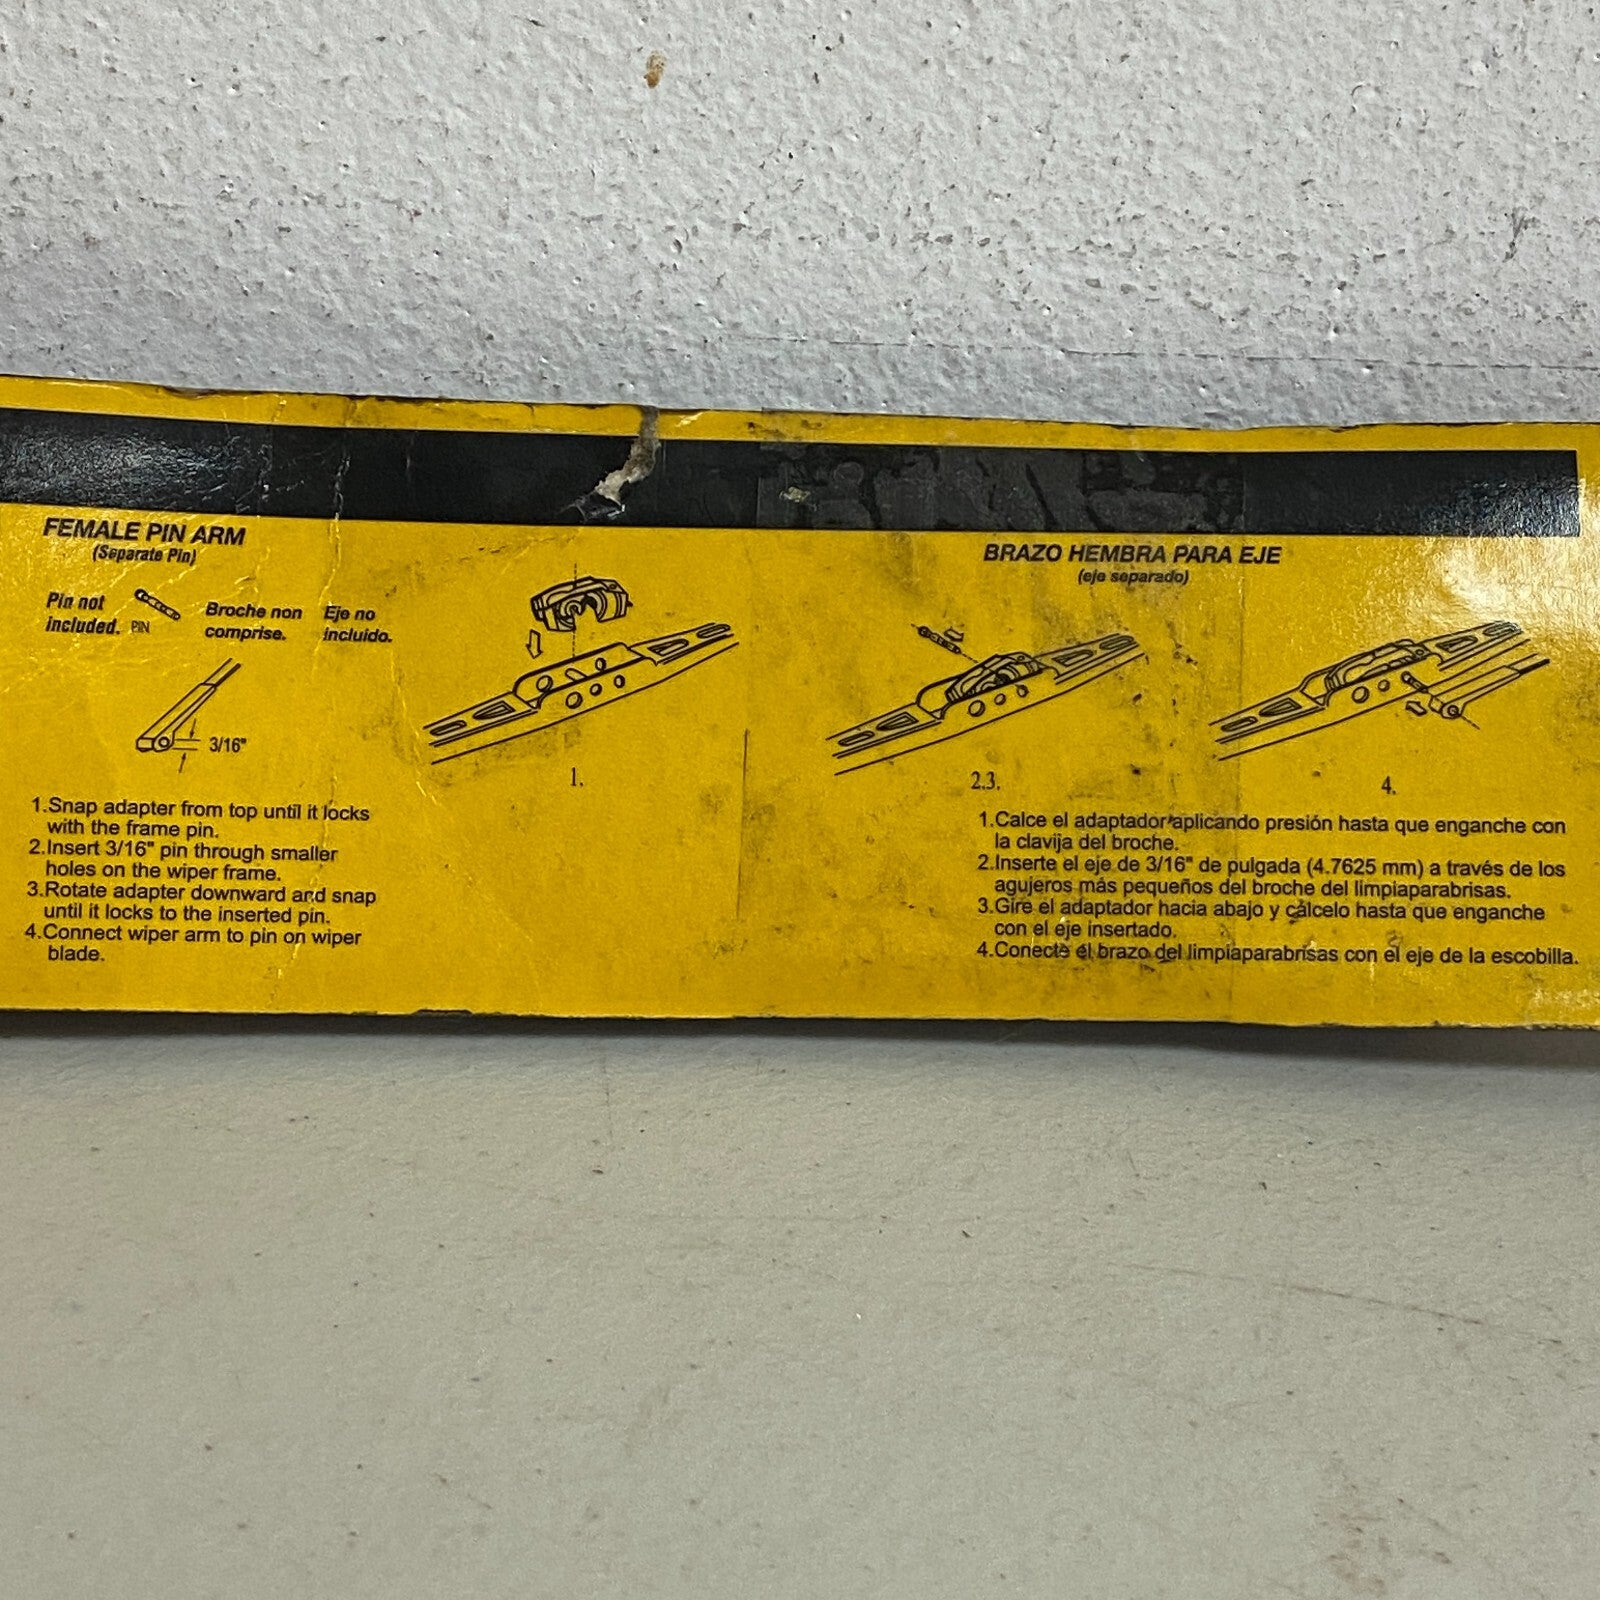 FEMALE PIN ARM
(Separate Pin)
Pin not
included.
PIN
Broche non
comprise.
Eje no
incluido.
3/16"
1.
1.Snap adapter from top until it locks
with the frame pin.
2.Insert 3/16" pin through smaller
holes on the wiper frame.
3.Rotate adapter downward and snap
until it locks to the inserted pin.
4.Connect wiper arm to pin on wiper
blade.
BRAZO HEMBRA PARA EJE
(eje separado)
2.3.
4.
1.Calce el adaptador aplicando presión hasta que enganche con
la clavija del broche.
2.Inserte el eje de 3/16" de pulgada (4.7625 mm) a través de los
agujeros más pequeños del broche del limpiaparabrisas.
3.Gire el adaptador hacia abajo y cálcelo hasta que enganche
con el eje insertado.
4.Conecte el brazo del limpiaparabrisas con el eje de la escobilla.